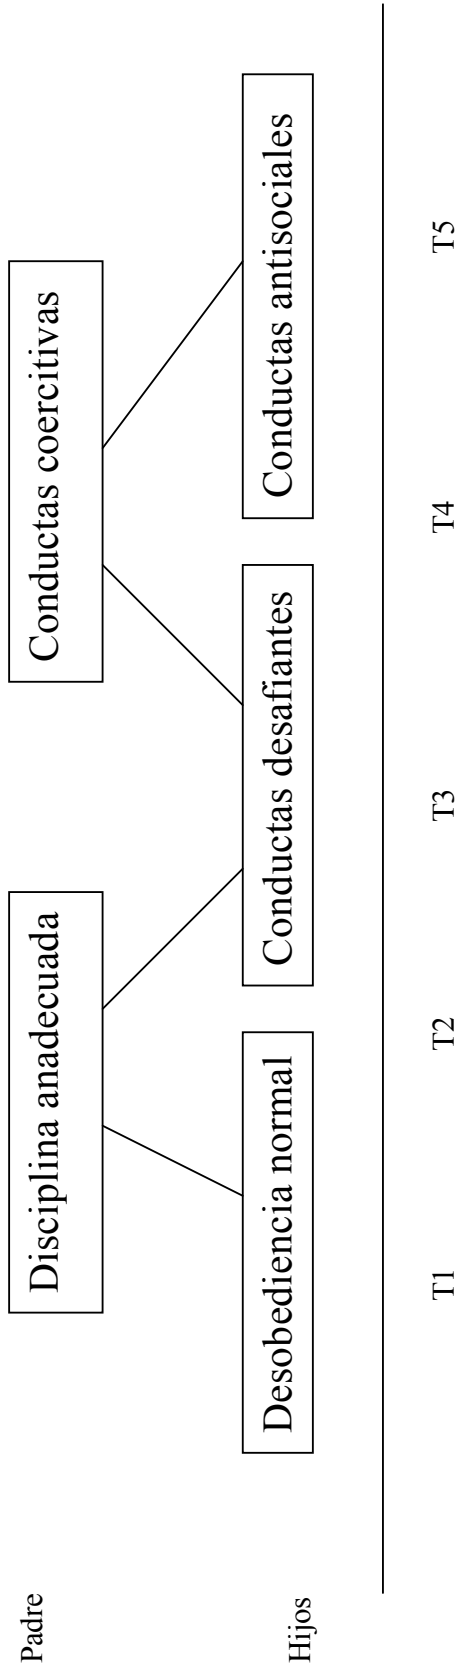 Padre
Disciplina anadecuada
Conductas coercitivas
Hijos
Desobediencia normal
Conductas desafiantes
Conductas antisociales
T1
T2
T3
T4
T5